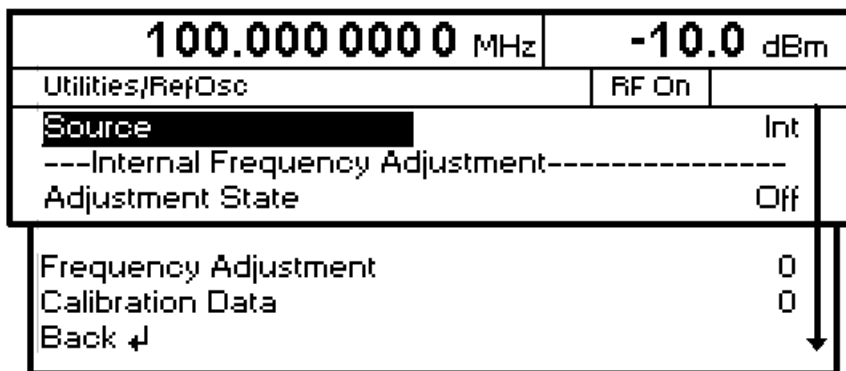 100.000 000 0 MHz -10.0 dBm
Utilities/RefOsc RF On
Source Int
---Internal Frequency Adjustment---------------
Adjustment State Off
Frequency Adjustment 0
Calibration Data 0
Back ↲